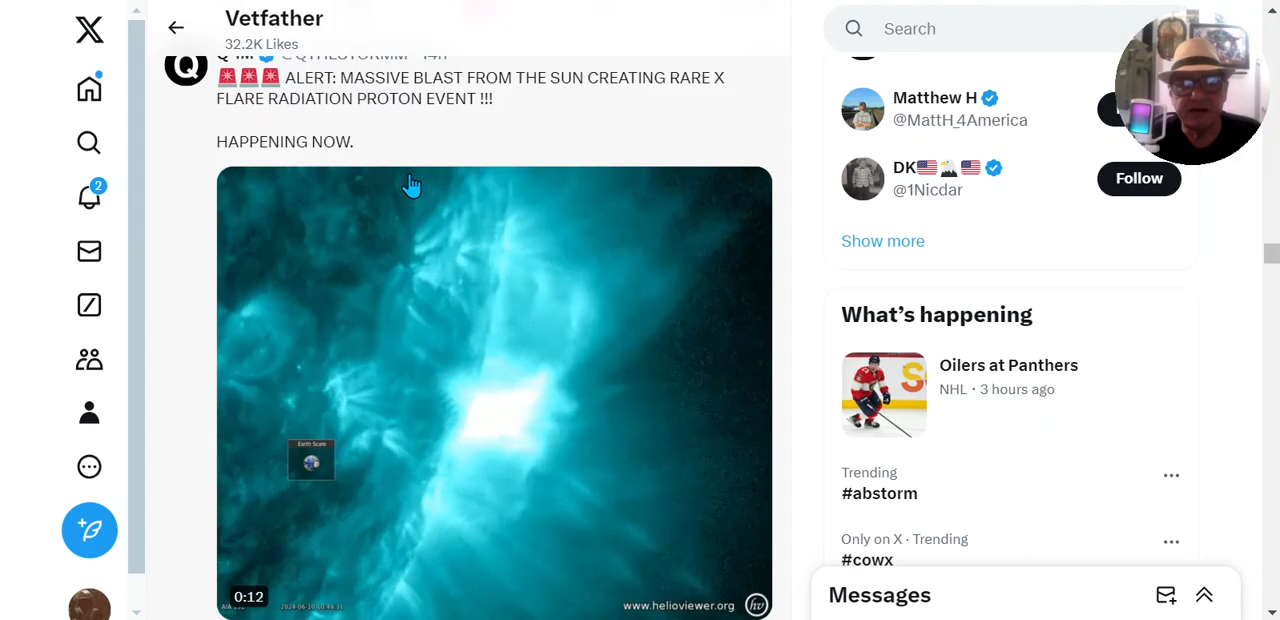 Vetfather
32.2K Likes
🚨🚨🚨 ALERT: MASSIVE BLAST FROM THE SUN CREATING RARE X
FLARE RADIATION PROTON EVENT !!!
HAPPENING NOW.
Earth Scale
0:12
www.helioviewer.org
hv
2
Search
Matthew H
@MattH_4America
DK🇺🇸🦅🇺🇸
@1Nicdar
Follow
Show more
What's happening
Oilers at Panthers
NHL · 3 hours ago
Trending
#abstorm
Only on X · Trending
#cowx
Messages